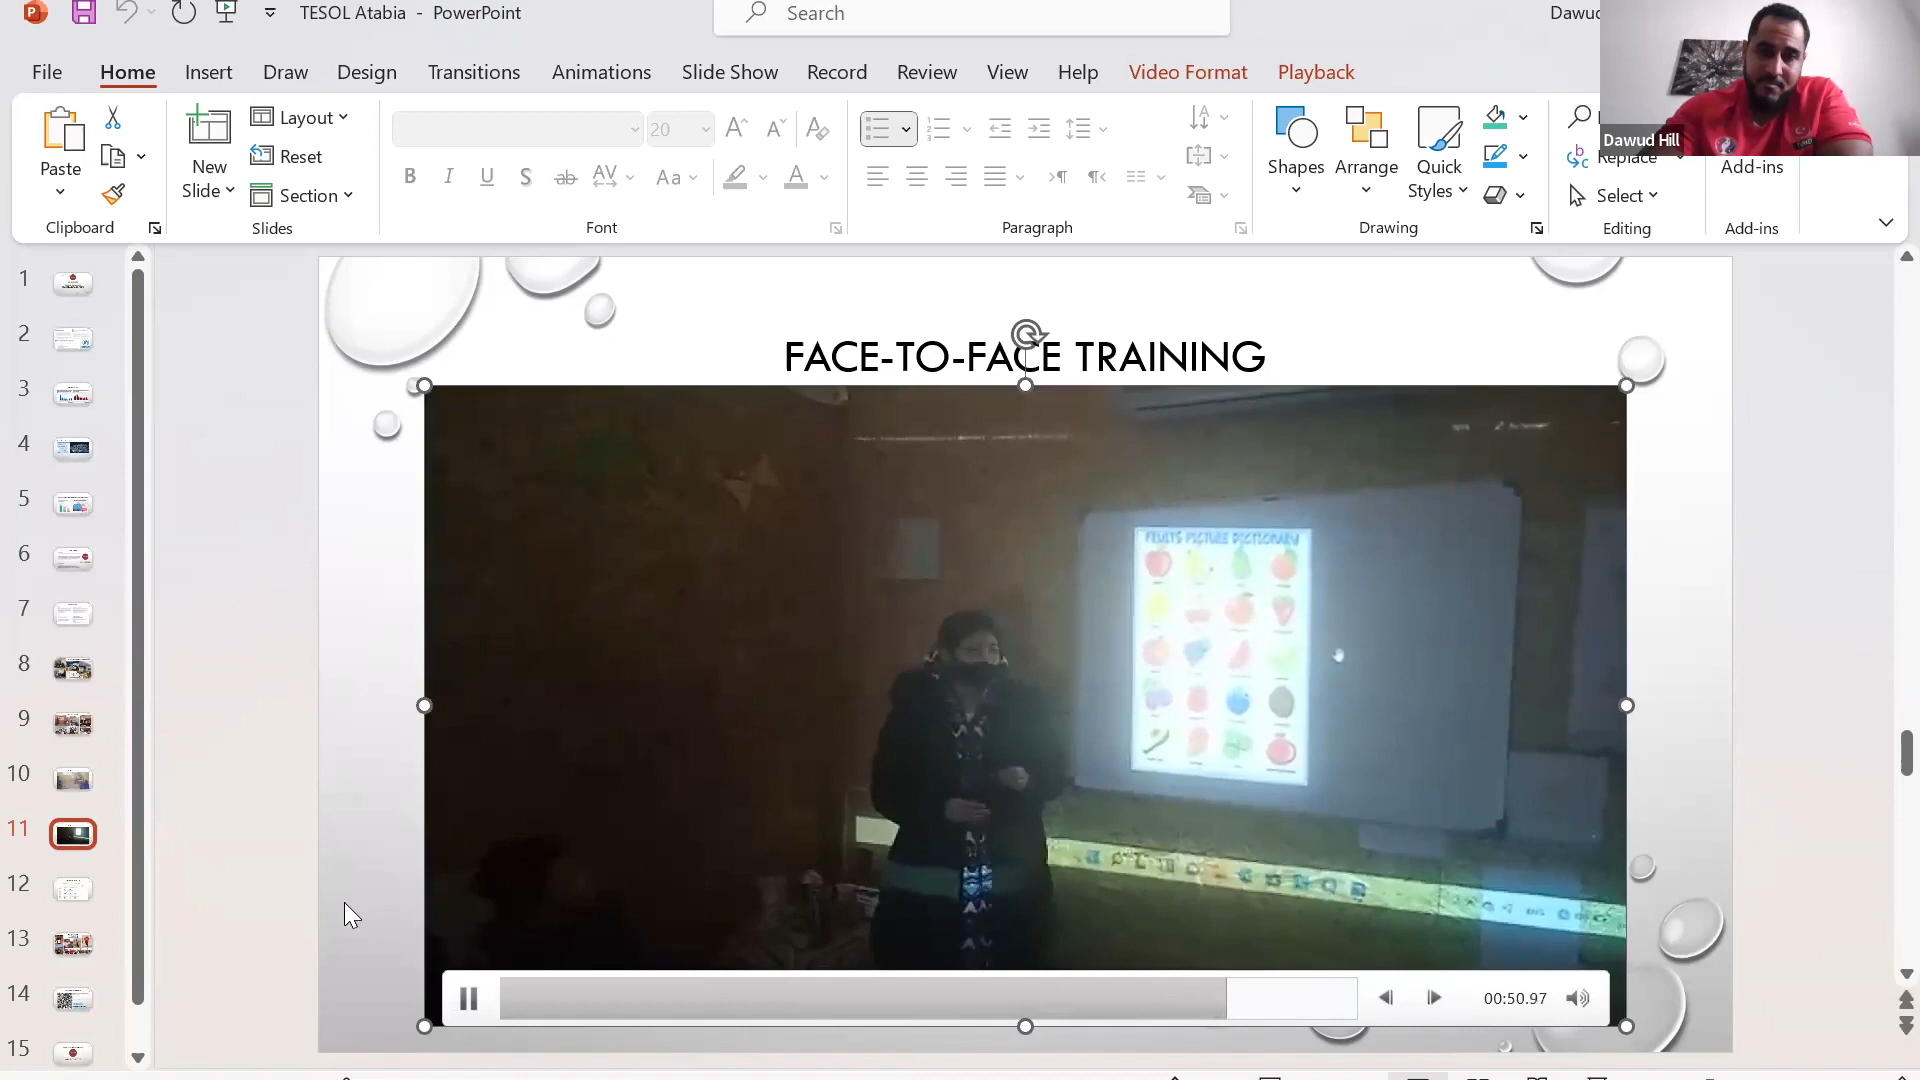 TESOL Atabia - PowerPoint
Search
Dawud
File
Home
Insert
Draw
Design
Transitions
Animations
Slide Show
Record
Review
View
Help
Video Format
Playback
Paste
New
Slide
Layout
Reset
Section
20
Shapes
Arrange
Quick
Styles
Replace
Select
Add-ins
Clipboard
Slides
Font
Paragraph
Drawing
Editing
Add-ins
Dawud Hill
1
2
3
4
5
6
7
8
9
10
11
12
13
14
15
FACE-TO-FACE TRAINING
FRUITS PICTURE DICTIONARY
00:50.97